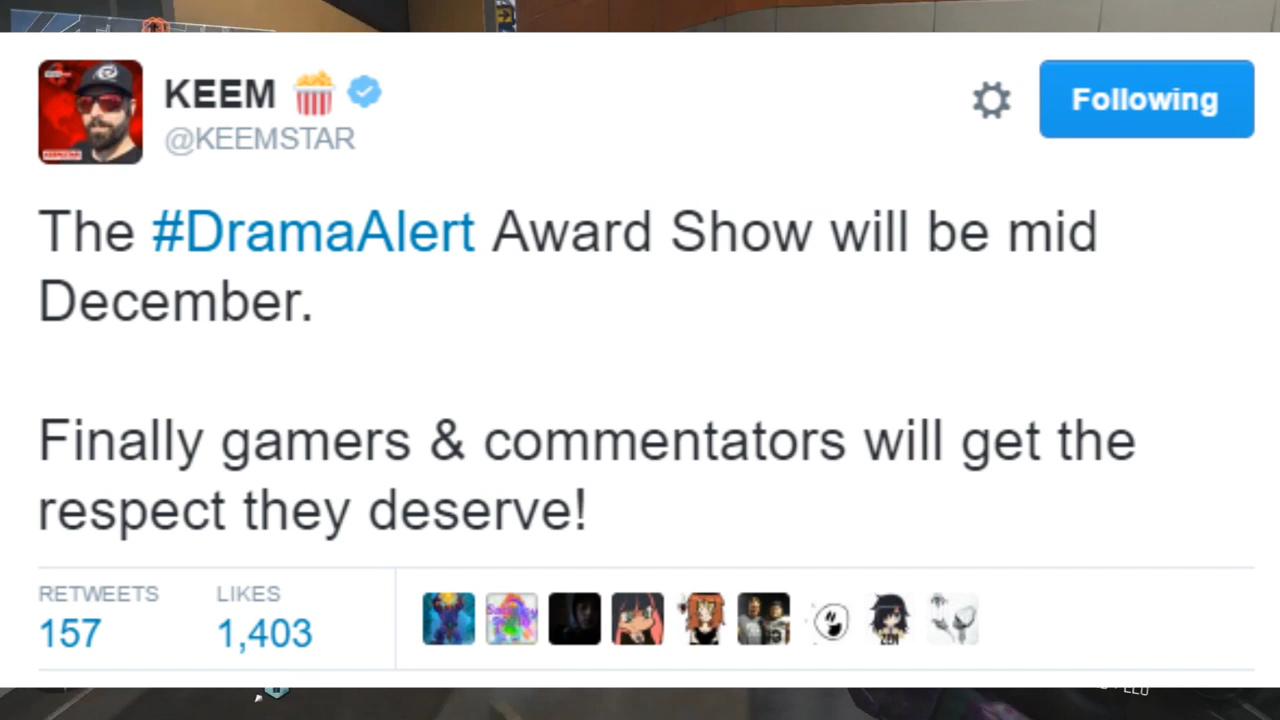 KEEM
@KEEMSTAR
Following
The #DramaAlert Award Show will be mid
December.
Finally gamers & commentators will get the
respect they deserve!
RETWEETS LIKES
157 1,403
ZEN